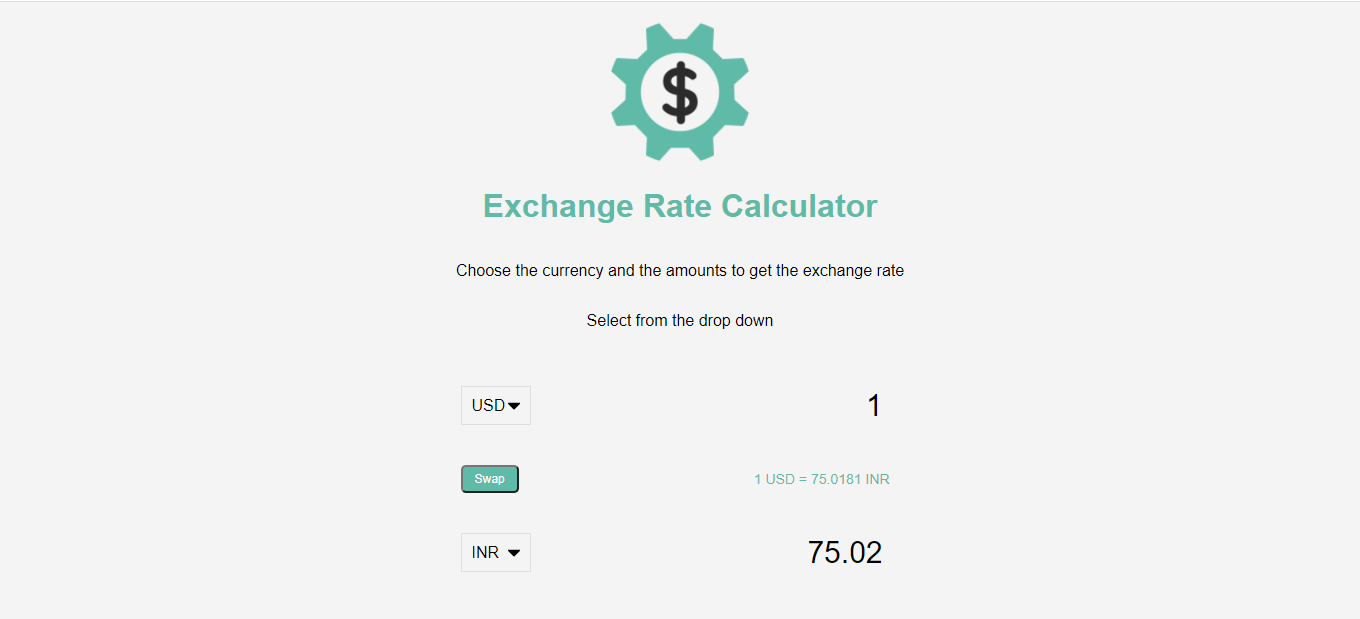 $
Exchange Rate Calculator
Choose the currency and the amounts to get the exchange rate
Select from the drop down
USD
1
Swap
1 USD = 75.0181 INR
INR
75.02